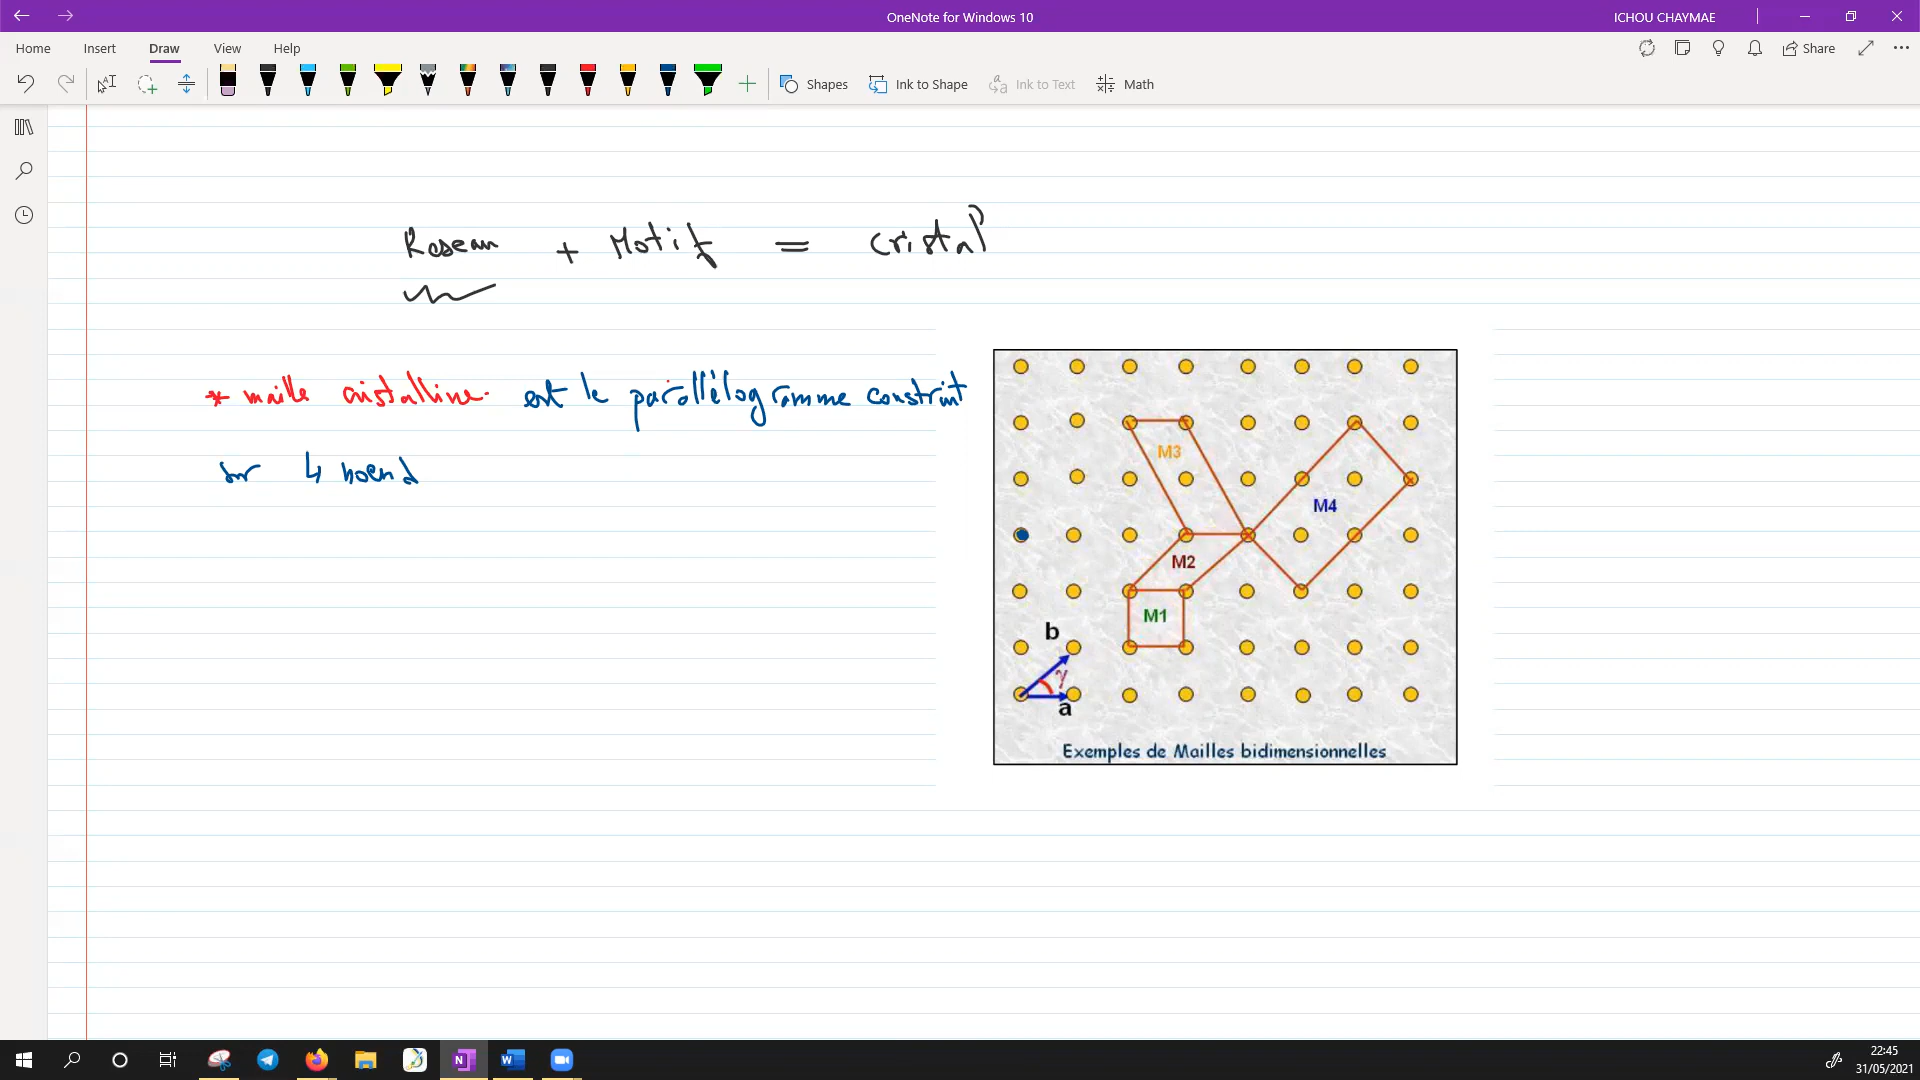 OneNote for Windows 10
ICHOU CHAYMAE
Home Insert Draw View Help
Share
Shapes Ink to Shape Ink to Text Math
Reseau + Motif = Cristal
* maille cristalline. est le parallélogramme construit
sur 4 noeud
M3
M4
M2
M1
b
γ
a
Exemples de Mailles bidimensionnelles
22:45
31/05/2021